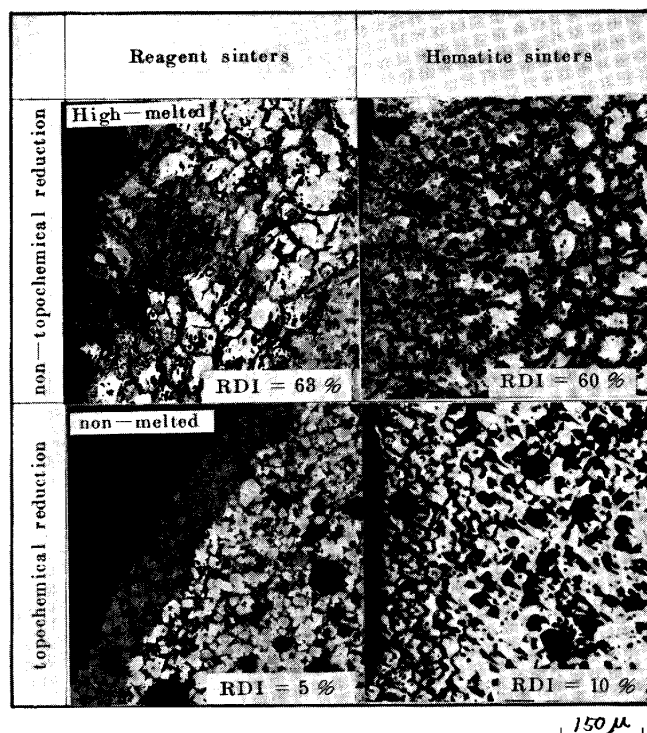 Reagent sinters
Hematite sinters
non—topochemical reduction
High—melted
RDI = 63 %
RDI = 60 %
topochemical reduction
non—melted
RDI = 5 %
RDI = 10 %
150 μ